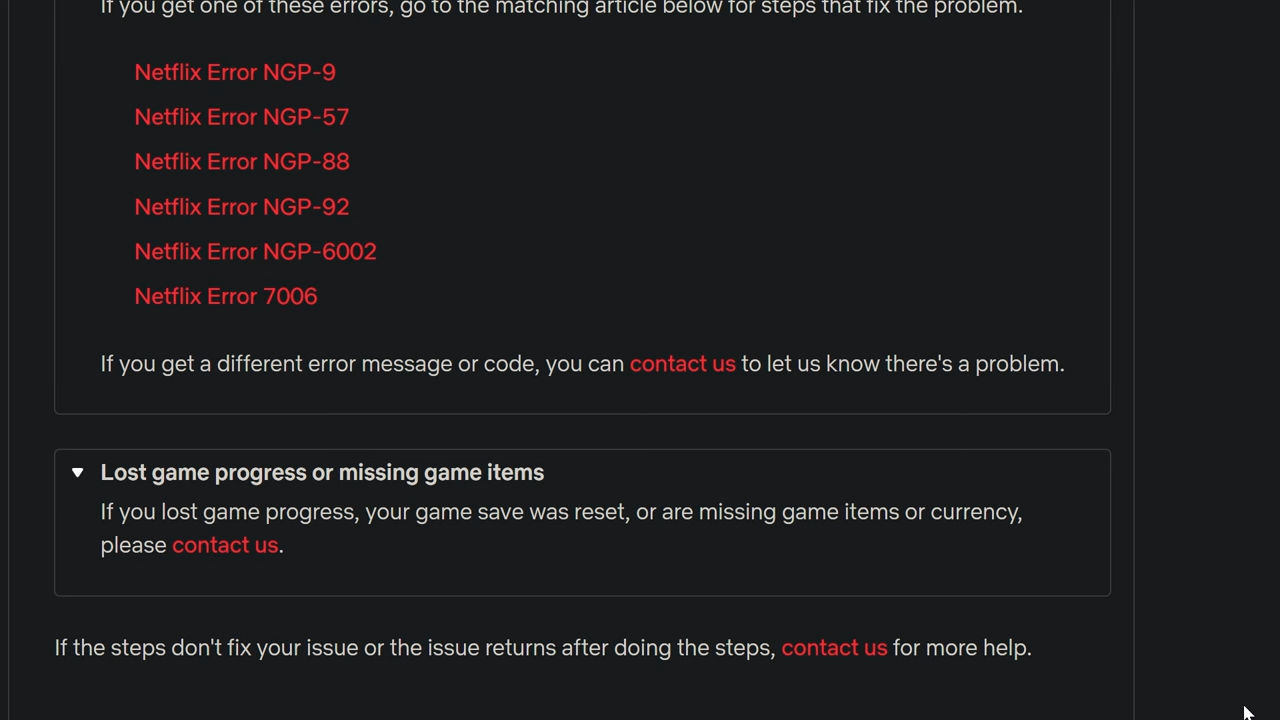 If you get one of these errors, go to the matching article below for steps that fix the problem.
Netflix Error NGP-9
Netflix Error NGP-57
Netflix Error NGP-88
Netflix Error NGP-92
Netflix Error NGP-6002
Netflix Error 7006
If you get a different error message or code, you can contact us to let us know there's a problem.
Lost game progress or missing game items
If you lost game progress, your game save was reset, or are missing game items or currency,
please contact us.
If the steps don't fix your issue or the issue returns after doing the steps, contact us for more help.